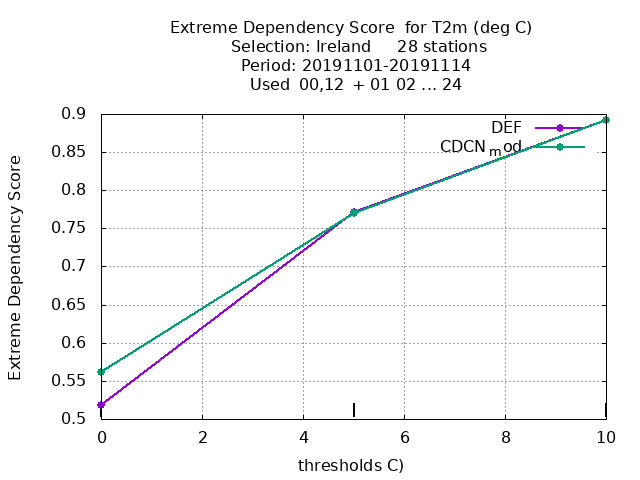 Extreme Dependency Score  for T2m (deg C)
Selection: Ireland     28 stations
Period: 20191101-20191114
Used  00,12  + 01 02 ... 24
Extreme Dependency Score
0.9
0.85
0.8
0.75
0.7
0.65
0.6
0.55
0.5
DEF
CDCNmod
0 2 4 6 8 10
thresholds C)